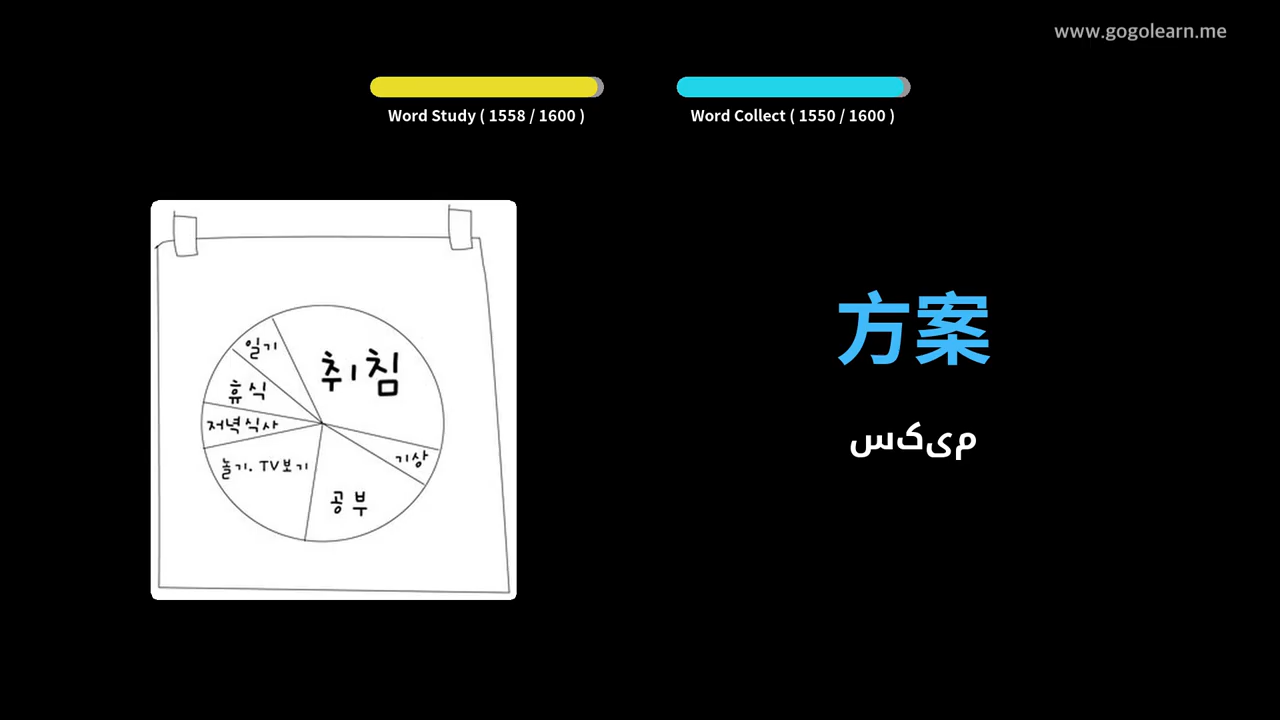 www.gogolearn.me
Word Study ( 1558 / 1600 )
Word Collect ( 1550 / 1600 )
일기
취침
휴식
저녁식사
놀기. TV보기
기상
공부
方案
میکس